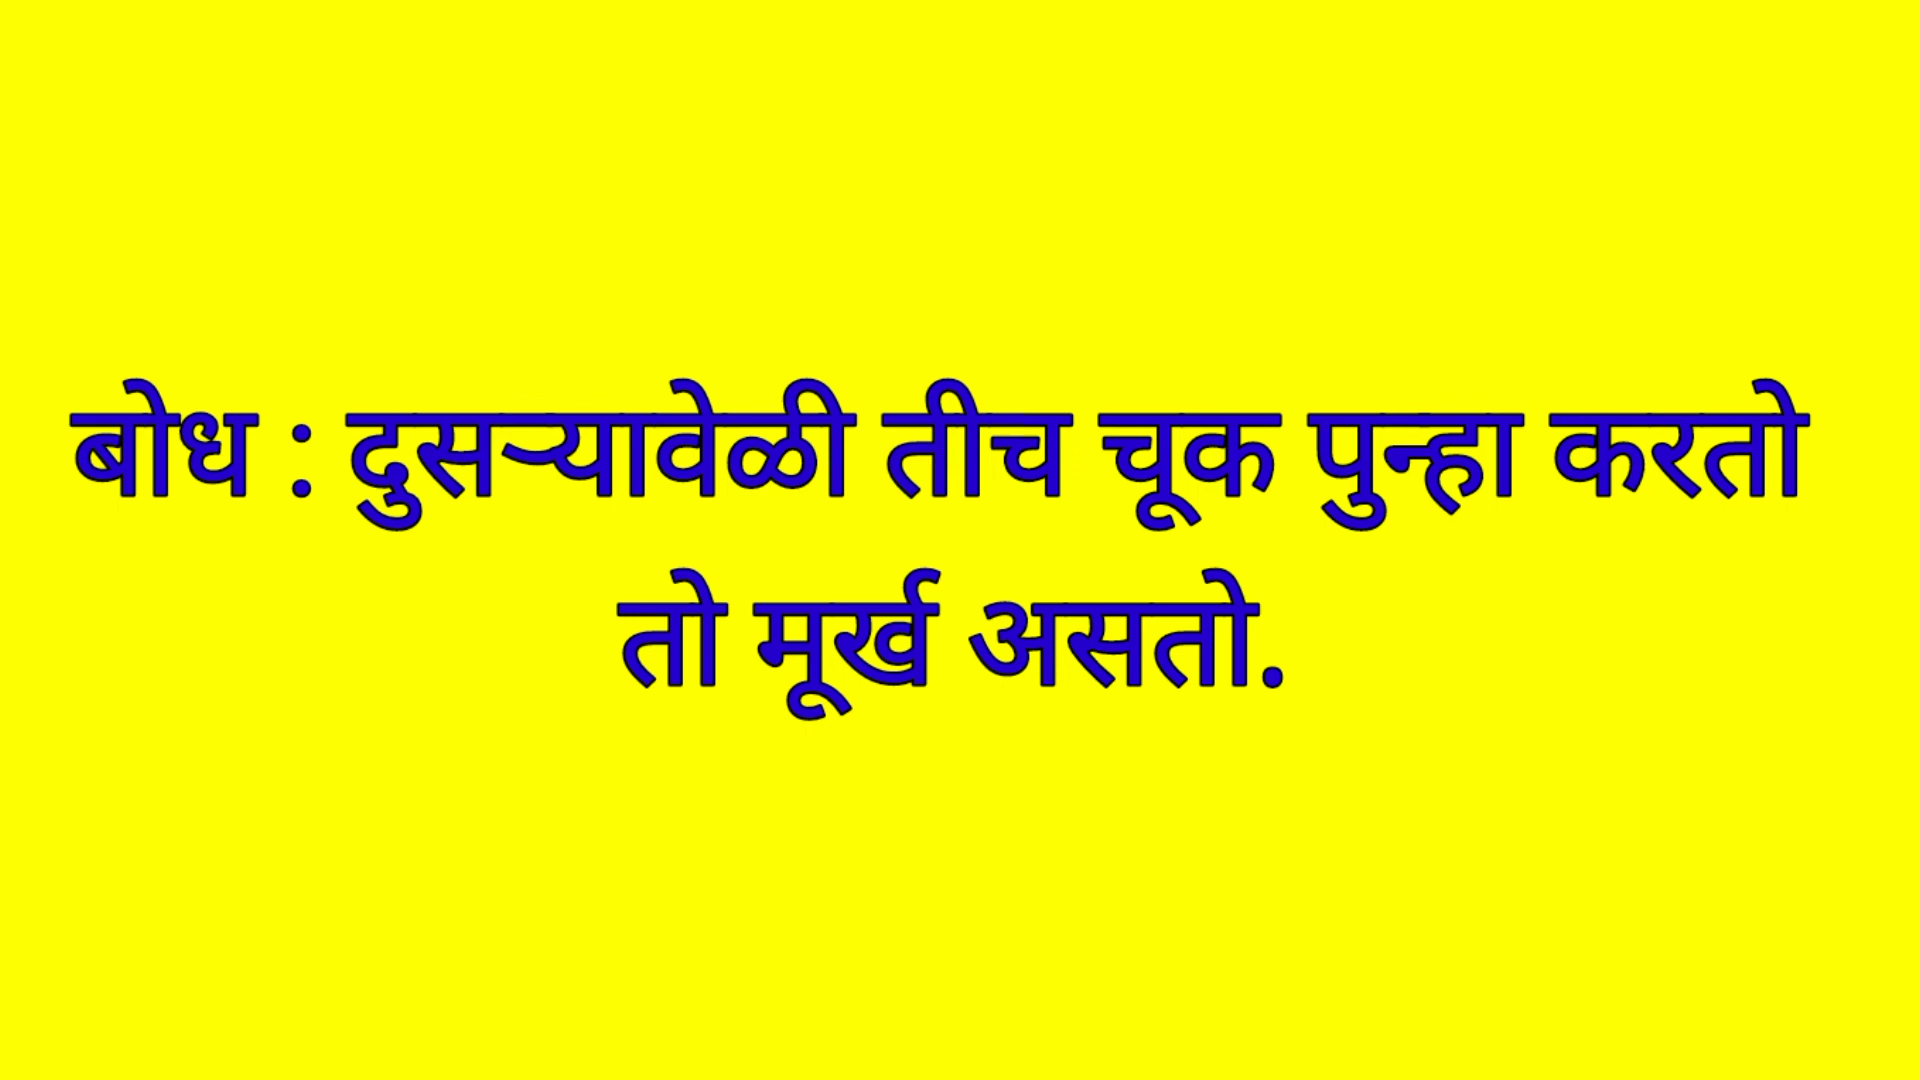 बोध : दुसऱ्यावेळी तीच चूक पुन्हा करतो
तो मूर्ख असतो.